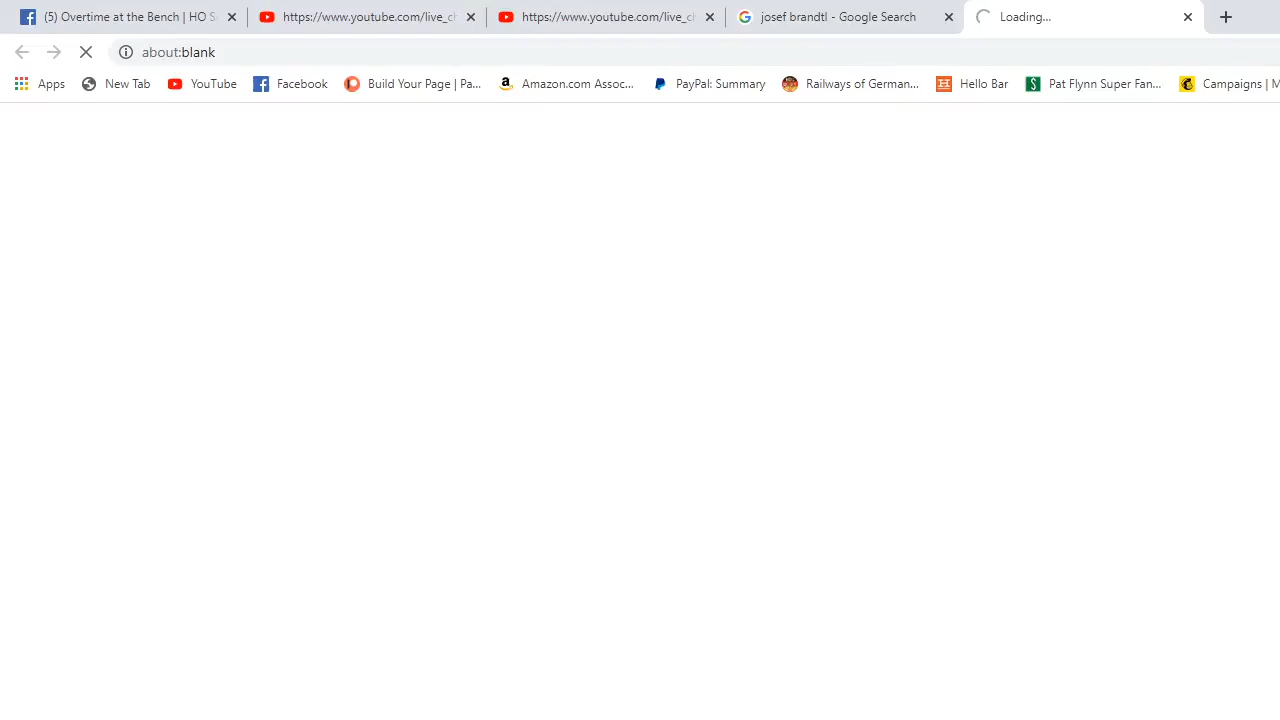 (5) Overtime at the Bench | HO S
https://www.youtube.com/live_c
https://www.youtube.com/live_c
josef brandtl - Google Search
Loading...
about:blank
Apps
New Tab
YouTube
Facebook
Build Your Page | Pa...
Amazon.com Assoc...
PayPal: Summary
Railways of German...
Hello Bar
Pat Flynn Super Fan...
Campaigns | M